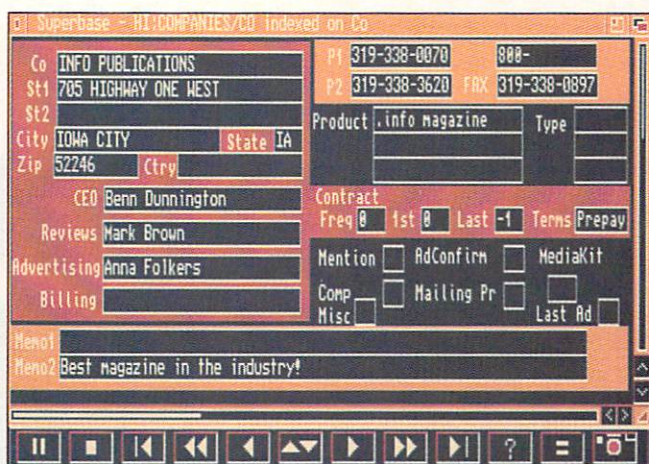 Superbase - HI:COMPANIES/CO indexed on Co
Co INFO PUBLICATIONS
St1 705 HIGHWAY ONE WEST
St2
City IOWA CITY State IA
Zip 52246 Ctry
CEO Benn Dunnington
Reviews Mark Brown
Advertising Anna Folkers
Billing
P1 319-338-0070 800-
P2 319-338-3620 FAX 319-338-0897
Product .info magazine Type
Contract
Freq 0 1st 0 Last -1 Terms Prepay
Mention AdConfirm MediaKit
Comp Mailing Pr
Misc Last Ad
Memo1
Memo2 Best magazine in the industry!
? =